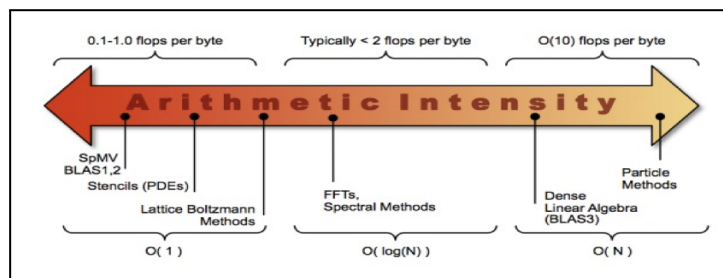 0.1-1.0 flops per byte
Typically < 2 flops per byte
O(10) flops per byte
Arithmetic Intensity
SpMV
BLAS1,2
Stencils (PDEs)
Lattice Boltzmann
Methods
FFTs,
Spectral Methods
Dense
Linear Algebra
(BLAS3)
Particle
Methods
O( 1 )
O( log(N) )
O( N )